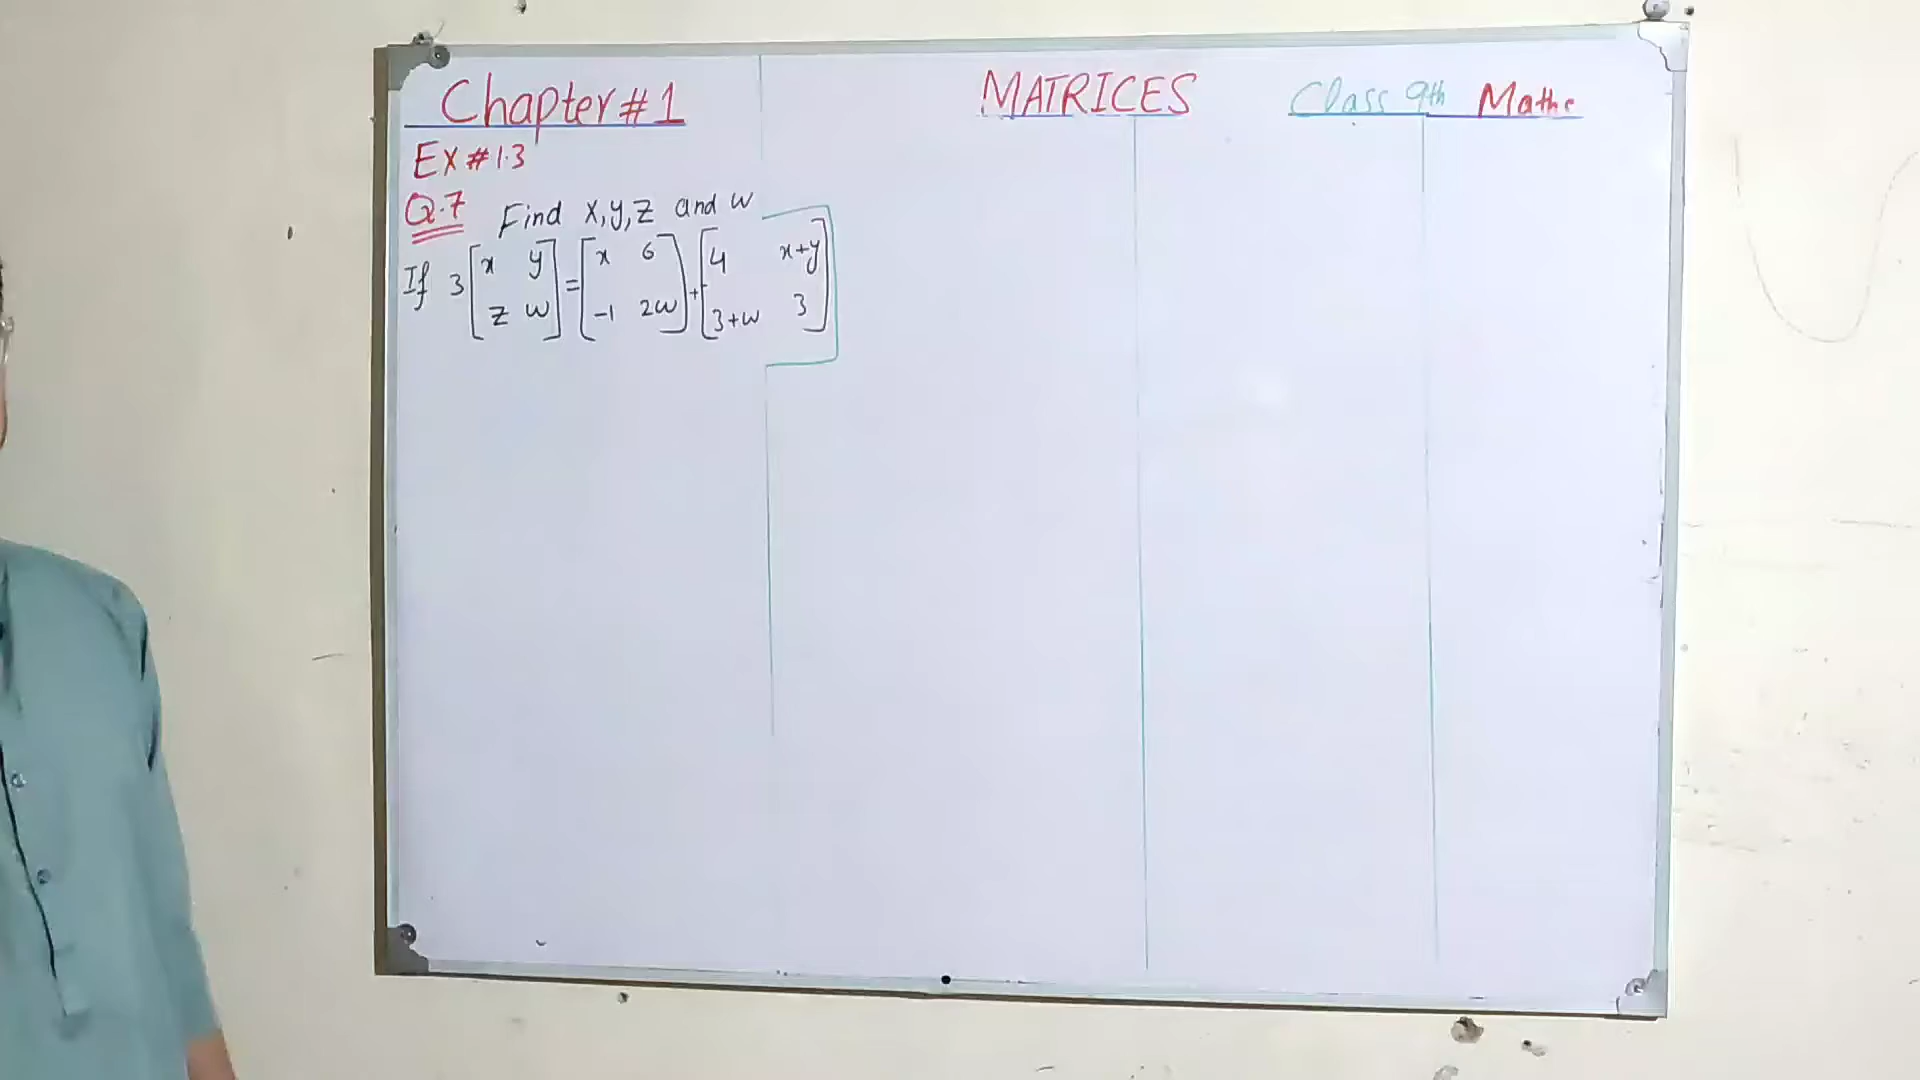 Chapter # 1 MATRICES Class 9th Maths
EX # 1.3
Q.7 Find x,y,z and w
If 3 [x y] = [x 6] + [4 x+y]
[z w] [-1 2w] [3+w 3]